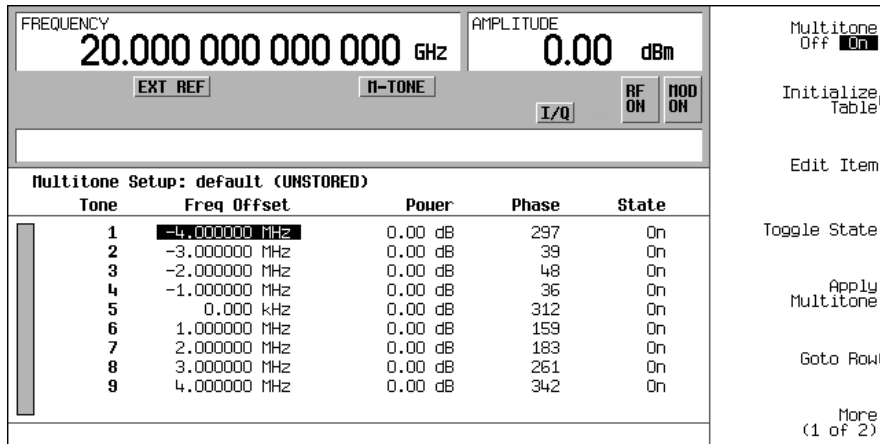 FREQUENCY
20.000 000 000 000 GHz
AMPLITUDE
0.00 dBm
EXT REF
M-TONE
I/Q
RF ON
MOD ON
Multitone Setup: default (UNSTORED)
Tone Freq Offset Power Phase State
1 -4.000000 MHz 0.00 dB 297 On
2 -3.000000 MHz 0.00 dB 39 On
3 -2.000000 MHz 0.00 dB 48 On
4 -1.000000 MHz 0.00 dB 36 On
5 0.000 kHz 0.00 dB 312 On
6 1.000000 MHz 0.00 dB 159 On
7 2.000000 MHz 0.00 dB 183 On
8 3.000000 MHz 0.00 dB 261 On
9 4.000000 MHz 0.00 dB 342 On
Multitone
Off On
Initialize
Table
Edit Item
Toggle State
Apply
Multitone
Goto Row
More
(1 of 2)